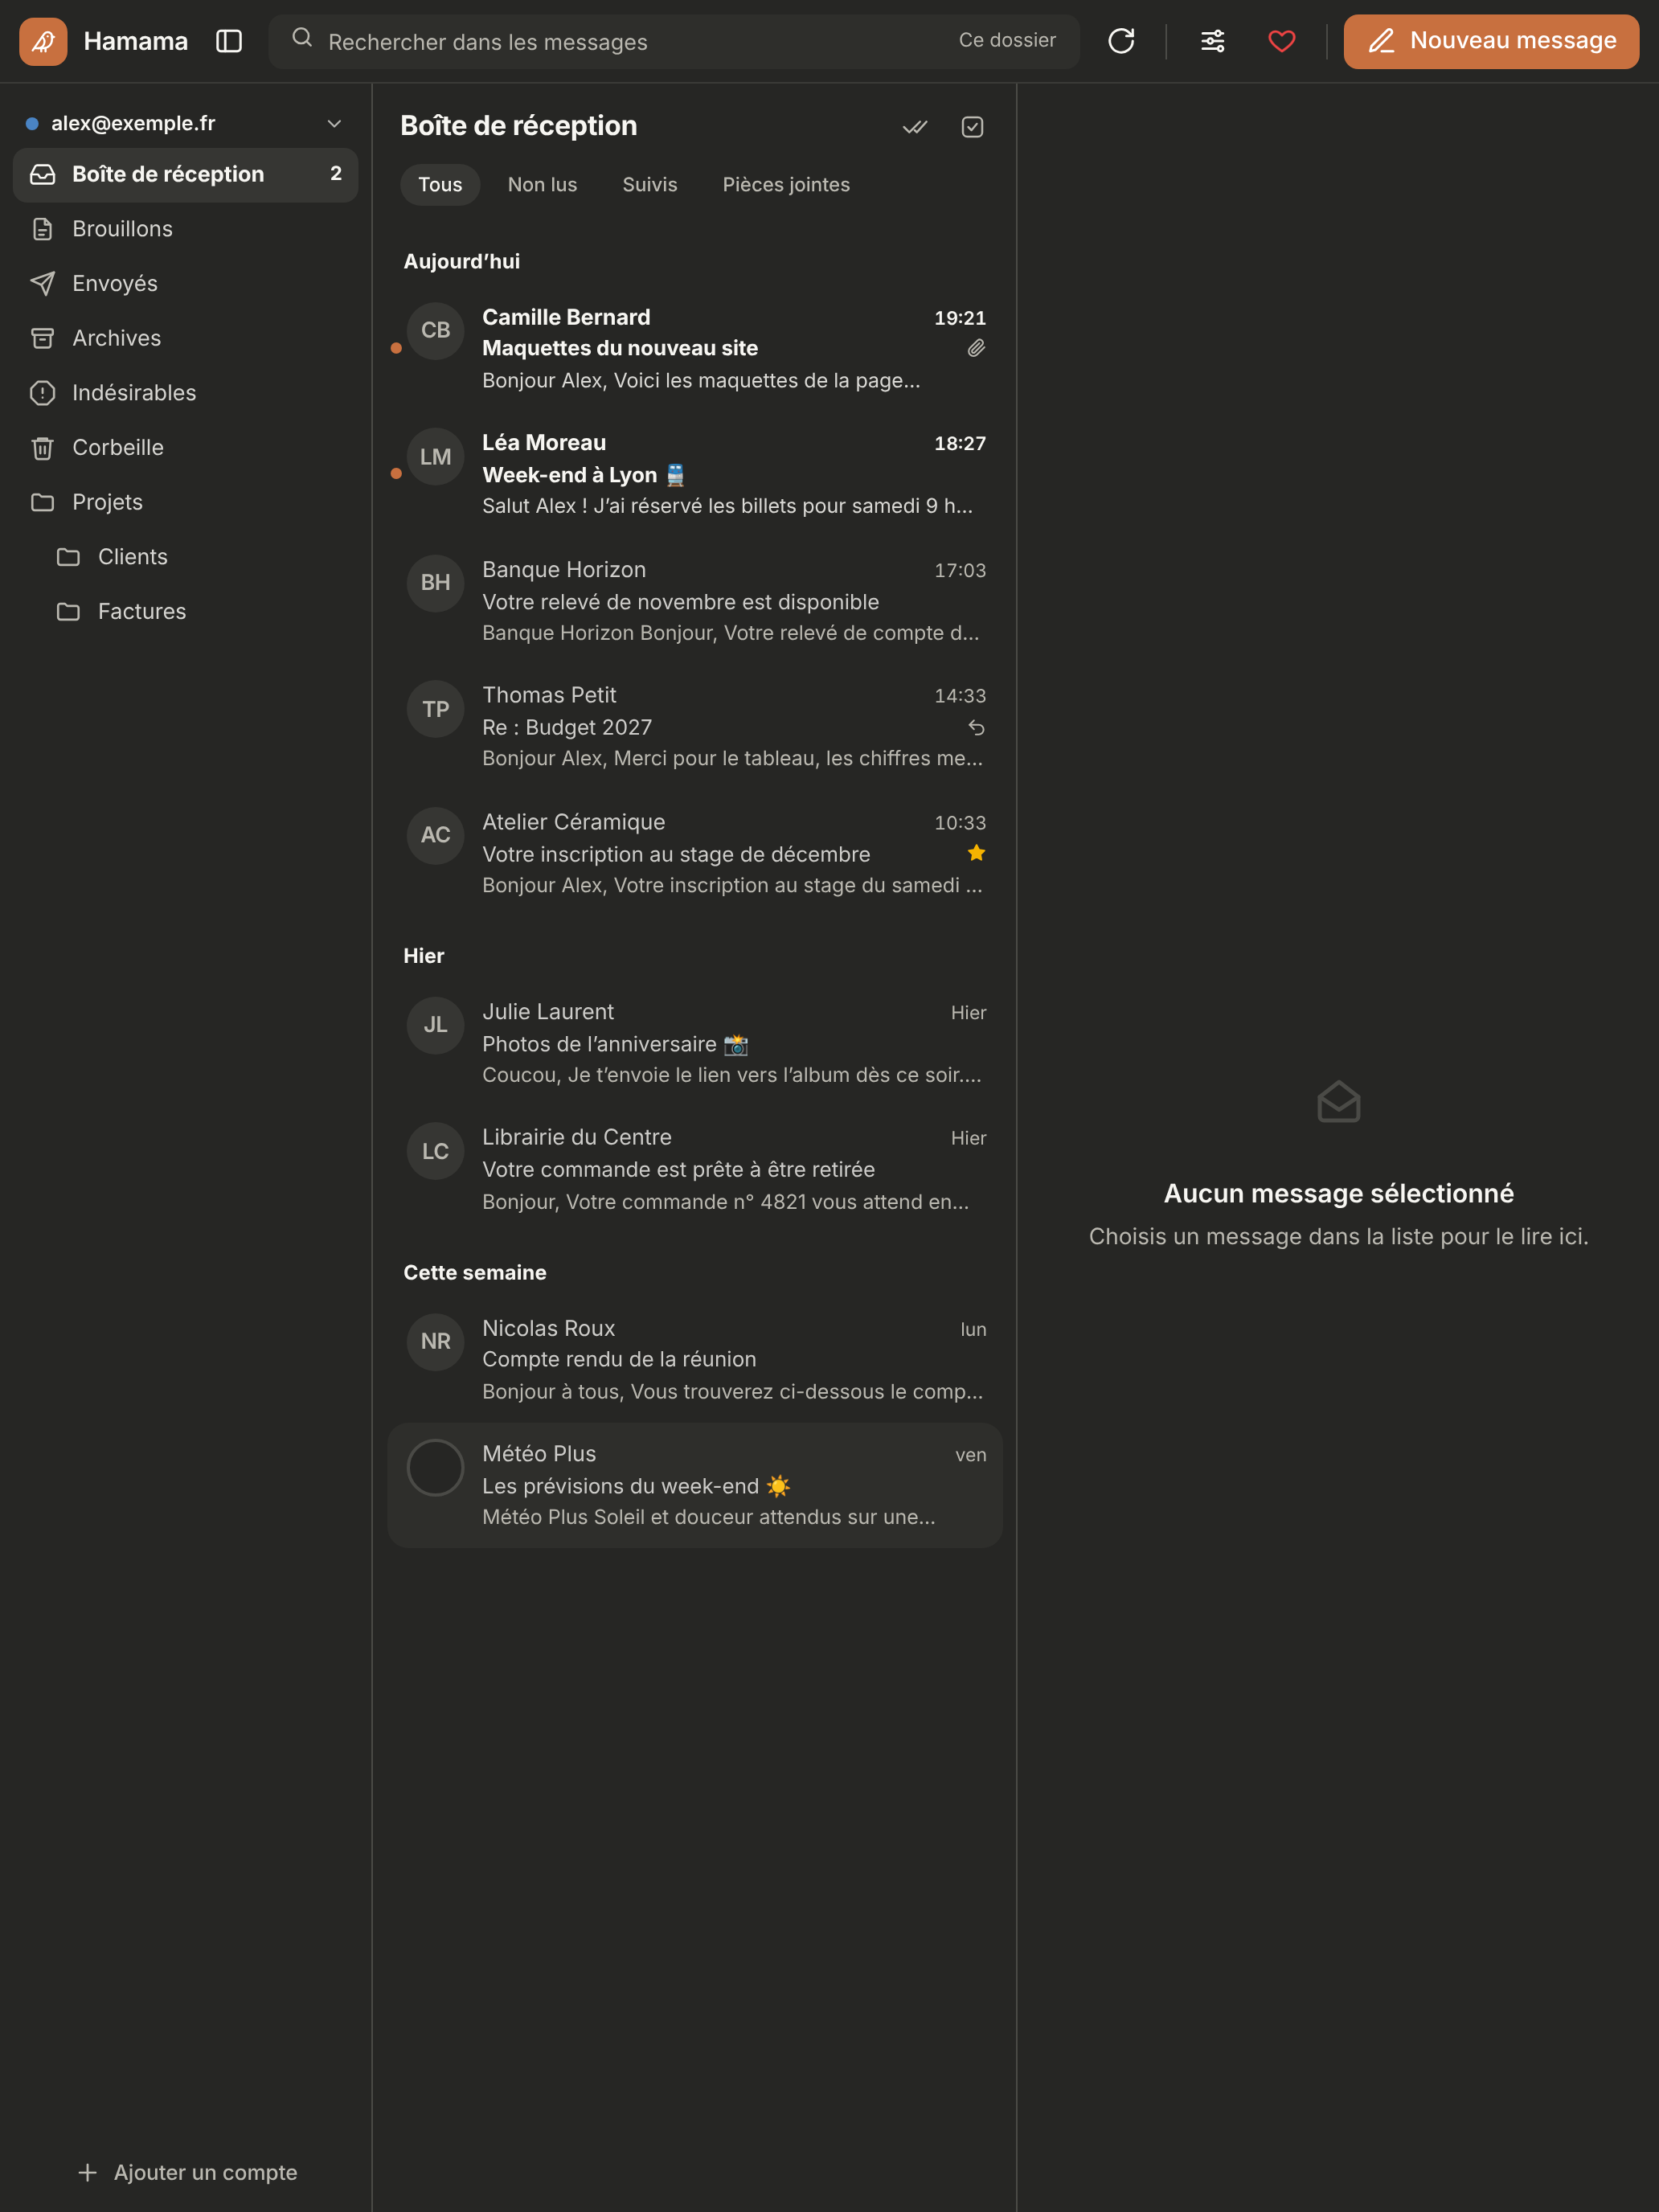 Hamama
Rechercher dans les messages
Ce dossier
Nouveau message
alex@exemple.fr
Boîte de réception 2
Brouillons
Envoyés
Archives
Indésirables
Corbeille
Projets
Clients
Factures
Ajouter un compte
Boîte de réception
Tous Non lus Suivis Pièces jointes
Aujourd’hui
CB
Camille Bernard 19:21
Maquettes du nouveau site
Bonjour Alex, Voici les maquettes de la page...
LM
Léa Moreau 18:27
Week-end à Lyon 🚆
Salut Alex ! J’ai réservé les billets pour samedi 9 h...
BH
Banque Horizon 17:03
Votre relevé de novembre est disponible
Banque Horizon Bonjour, Votre relevé de compte d...
TP
Thomas Petit 14:33
Re : Budget 2027
Bonjour Alex, Merci pour le tableau, les chiffres me...
AC
Atelier Céramique 10:33
Votre inscription au stage de décembre
Bonjour Alex, Votre inscription au stage du samedi ...
Hier
JL
Julie Laurent Hier
Photos de l’anniversaire 📸
Coucou, Je t’envoie le lien vers l’album dès ce soir....
LC
Librairie du Centre Hier
Votre commande est prête à être retirée
Bonjour, Votre commande n° 4821 vous attend en...
Cette semaine
NR
Nicolas Roux lun
Compte rendu de la réunion
Bonjour à tous, Vous trouverez ci-dessous le comp...
Météo Plus ven
Les prévisions du week-end ☀️
Météo Plus Soleil et douceur attendus sur une...
Aucun message sélectionné
Choisis un message dans la liste pour le lire ici.